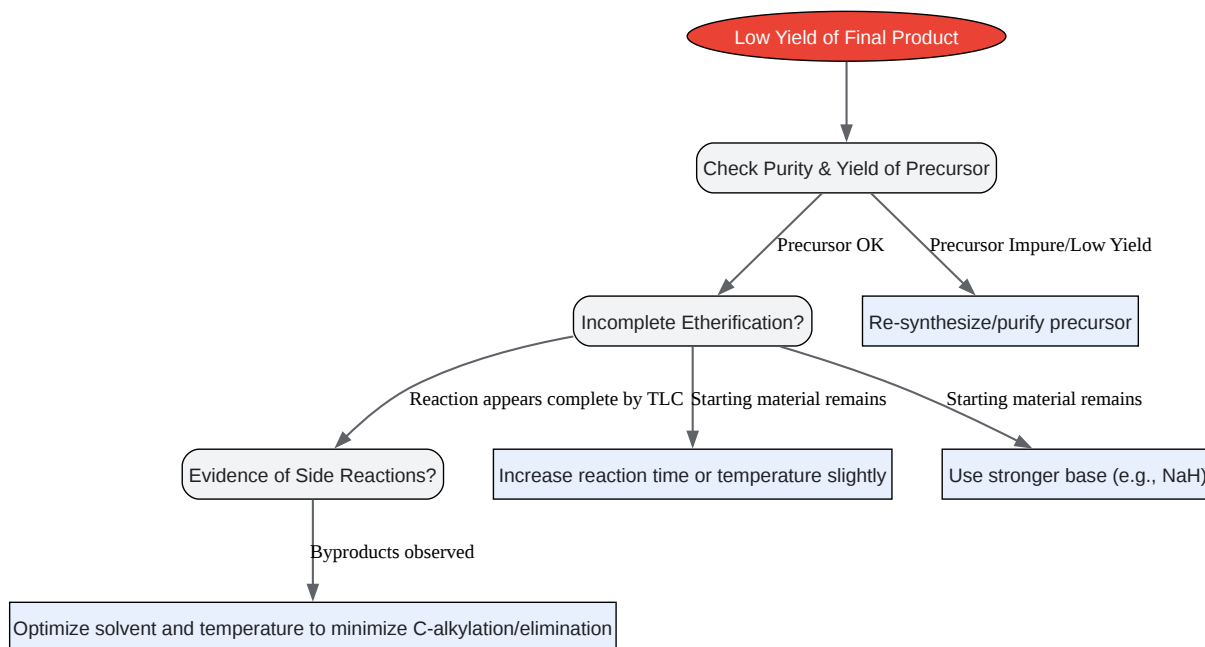 Low Yield of Final Product
Check Purity & Yield of Precursor
Precursor OK
Precursor Impure/Low Yield
Incomplete Etherification?
Re-synthesize/purify precursor
Reaction appears complete by TLC
Starting material remains
Starting material remains
Evidence of Side Reactions?
Increase reaction time or temperature slightly
Use stronger base (e.g., NaH)
Byproducts observed
Optimize solvent and temperature to minimize C-alkylation/elimination